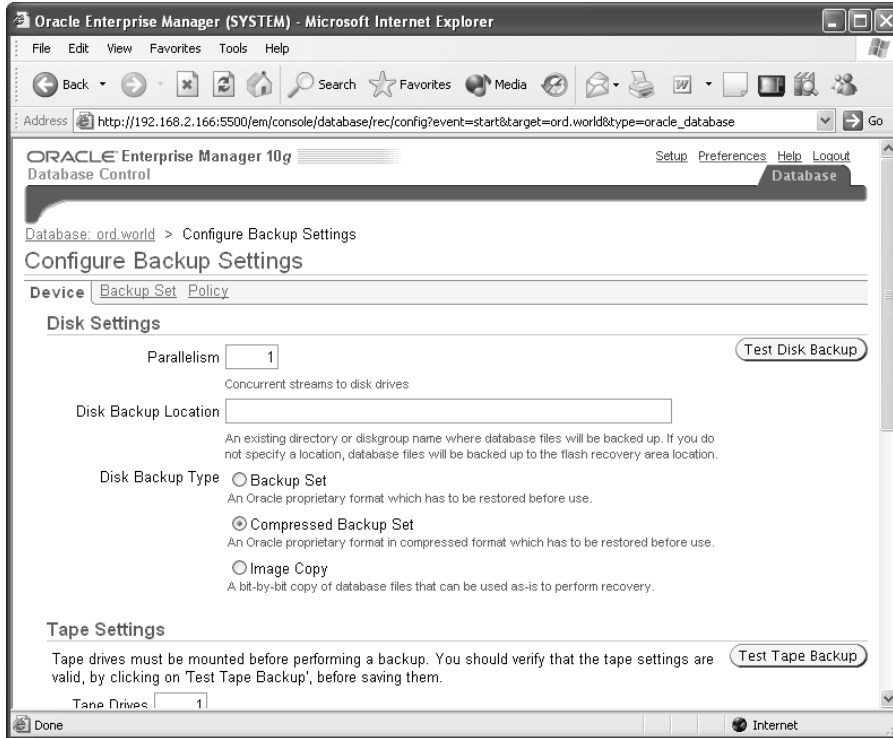 Oracle Enterprise Manager (SYSTEM) - Microsoft Internet Explorer
File Edit View Favorites Tools Help
Back Search Favorites Media
Address http://192.168.2.166:5500/em/console/database/rec/config?event=start&target=ord.world&type=oracle_database Go
ORACLE Enterprise Manager 10g
Setup Preferences Help Logout
Database Control
Database
Database: ord.world > Configure Backup Settings
Configure Backup Settings
Device Backup Set Policy
Disk Settings
Test Disk Backup
Parallelism 1
Concurrent streams to disk drives
Disk Backup Location
An existing directory or diskgroup name where database files will be backed up. If you do
not specify a location, database files will be backed up to the flash recovery area location.
Disk Backup Type Backup Set
An Oracle proprietary format which has to be restored before use.
Compressed Backup Set
An Oracle proprietary format in compressed format which has to be restored before use.
Image Copy
A bit-by-bit copy of database files that can be used as-is to perform recovery.
Tape Settings
Tape drives must be mounted before performing a backup. You should verify that the tape settings are
valid, by clicking on 'Test Tape Backup', before saving them.
Test Tape Backup
Tape Drives 1
Done Internet